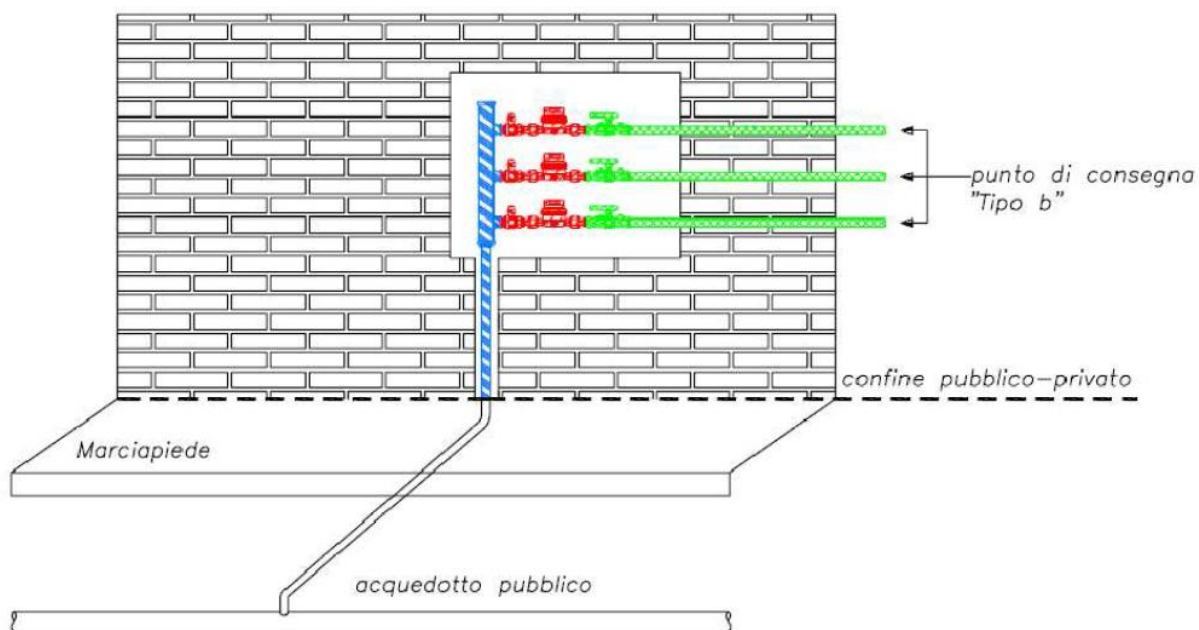 punto di consegna
"Tipo b"
confine pubblico-privato
Marciapiede
acquedotto pubblico